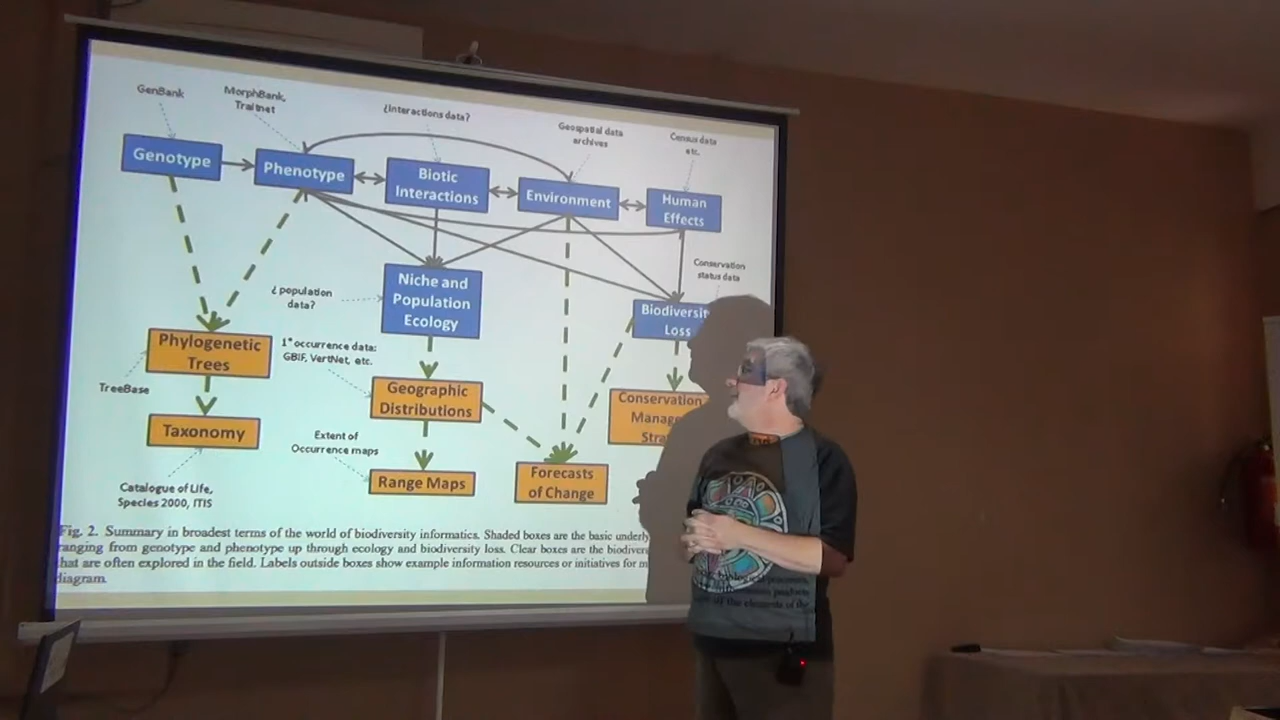 GenBank
MorphBank,
Traitnet
¿Interactions data?
Geospatial data
archives
Census data
etc.
Genotype
Phenotype
Biotic
Interactions
Environment
Human
Effects
Conservation
status data
¿population
data?
Niche and
Population
Ecology
Biodiversity
Loss
Phylogenetic
Trees
1° occurrence data:
GBIF, VertNet, etc.
TreeBase
Geographic
Distributions
Conservation
Taxonomy
Extent of
Occurrence maps
Range Maps
Forecasts
of Change
Catalogue of Life,
Species 2000, ITIS
Fig. 2. Summary in broadest terms of the world of biodiversity informatics. Shaded boxes are the basic
ranging from genotype and phenotype up through ecology and biodiversity loss. Clear boxes are the
that are often explored in the field. Labels outside boxes show example information resources or initiatives for
diagram.